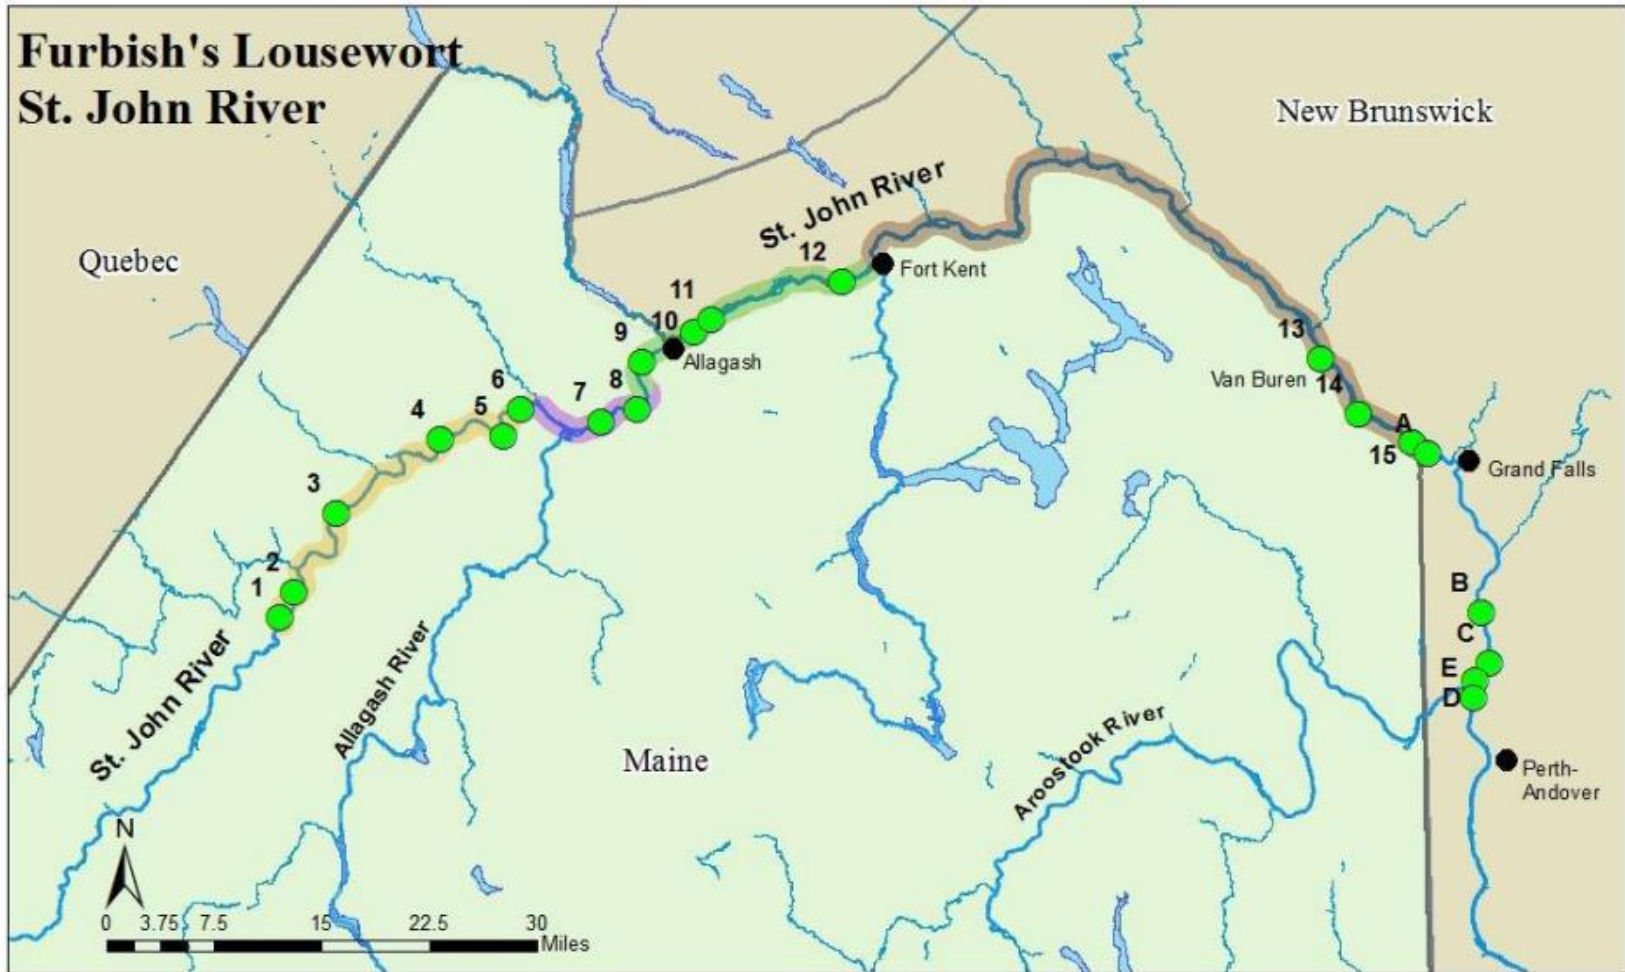 Furbish's Lousewort
St. John River
New Brunswick
Quebec
St. John River
12
Fort Kent
11
10
9
Allagash
13
Van Buren
14
8
7
6
5
4
A
15
Grand Falls
3
2
1
B
C
E
D
St. John River
Allagash River
Maine
Aroostook River
Perth-
Andover
N
0 3.75 7.5 15 22.5 30
Miles